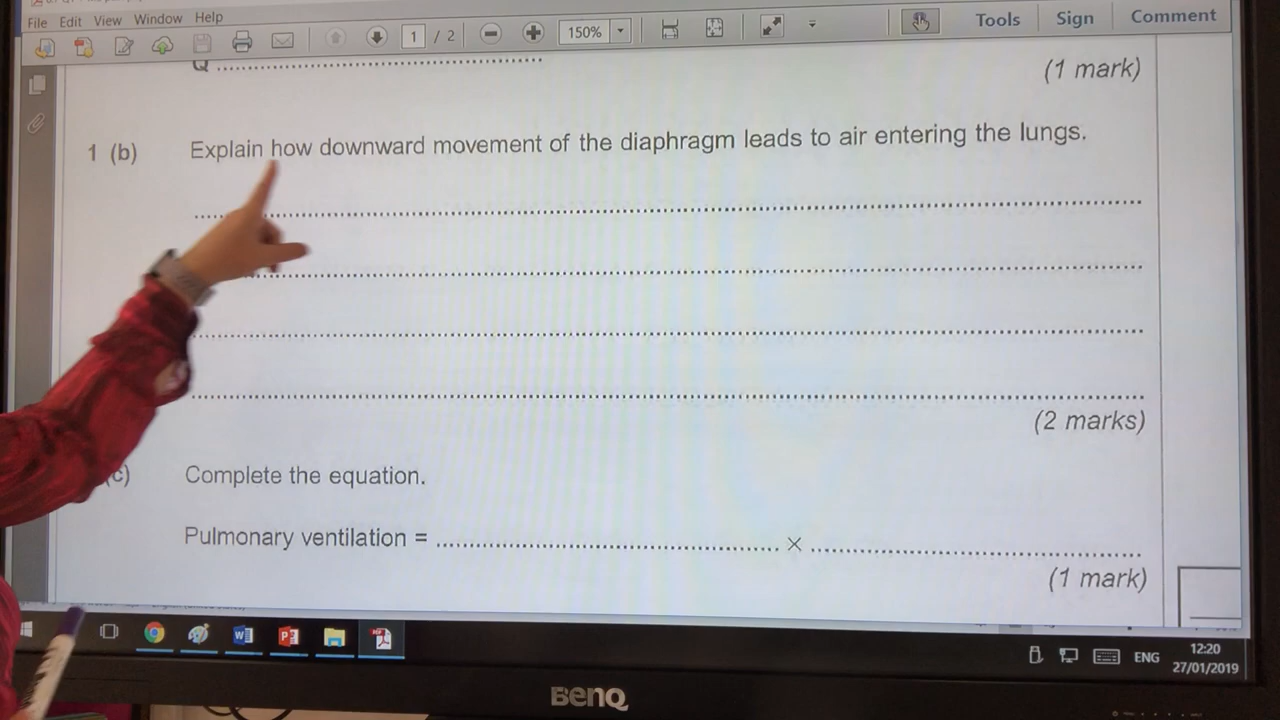 File Edit View Window Help
1 / 2
150%
Tools Sign Comment
Q
(1 mark)
1 (b) Explain how downward movement of the diaphragm leads to air entering the lungs.
(2 marks)
(c) Complete the equation.
Pulmonary ventilation = ×
(1 mark)
ENG
12:20
27/01/2019
BenQ